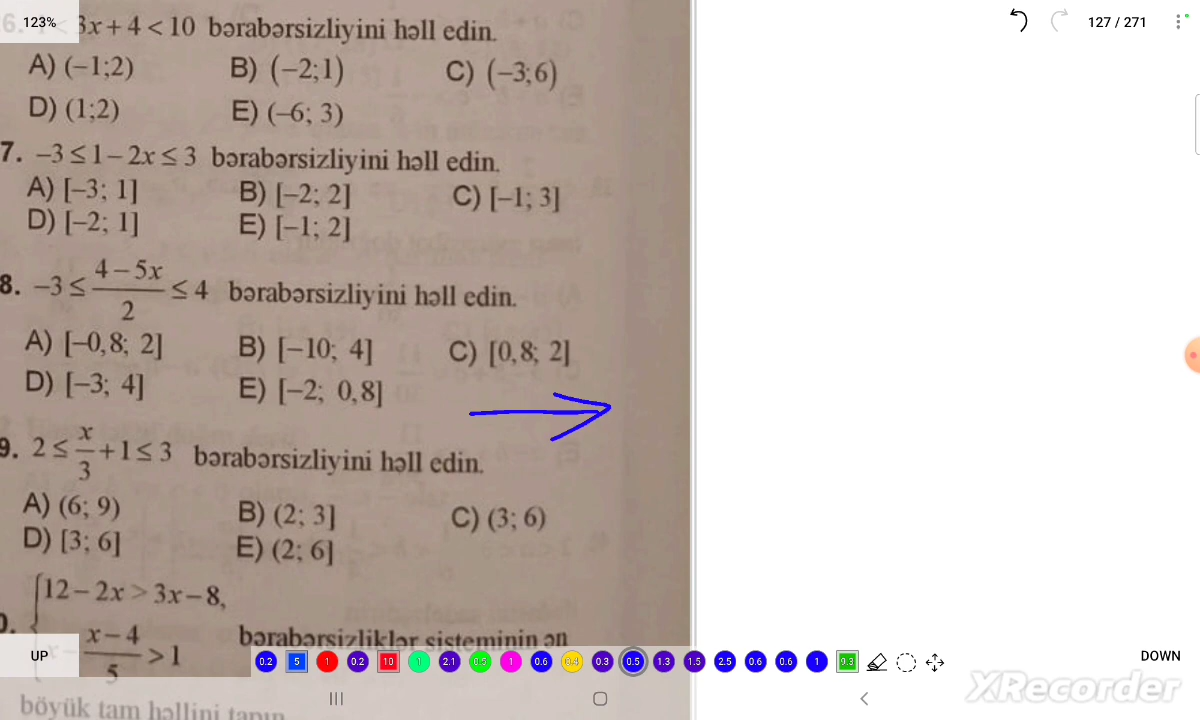 123%
127 / 271
3x + 4 < 10 bərabərsizliyini həll edin.
A) (−1;2) B) (−2;1) C) (−3;6)
D) (1;2) E) (−6; 3)
7. −3 ≤ 1 − 2x ≤ 3 bərabərsizliyini həll edin.
A) [−3; 1] B) [−2; 2] C) [−1; 3]
D) [−2; 1] E) [−1; 2]
8. −3 ≤ (4 − 5x)/2 ≤ 4 bərabərsizliyini həll edin.
A) [−0,8; 2] B) [−10; 4] C) [0,8; 2]
D) [−3; 4] E) [−2; 0,8]
9. 2 ≤ x/3 + 1 ≤ 3 bərabərsizliyini həll edin.
A) (6; 9) B) (2; 3] C) (3; 6)
D) [3; 6] E) (2; 6]
12 − 2x > 3x − 8,
(x − 4)/5 > 1 bərabərsizliklər sisteminin ən
böyük tam həllini tapın
UP
0.2 5 1 0.2 10 1 2.1 0.5 1 0.6 9.4 0.3 0.5 1.3 1.5 2.5 0.6 0.6 1 9.3
DOWN
XRecorder